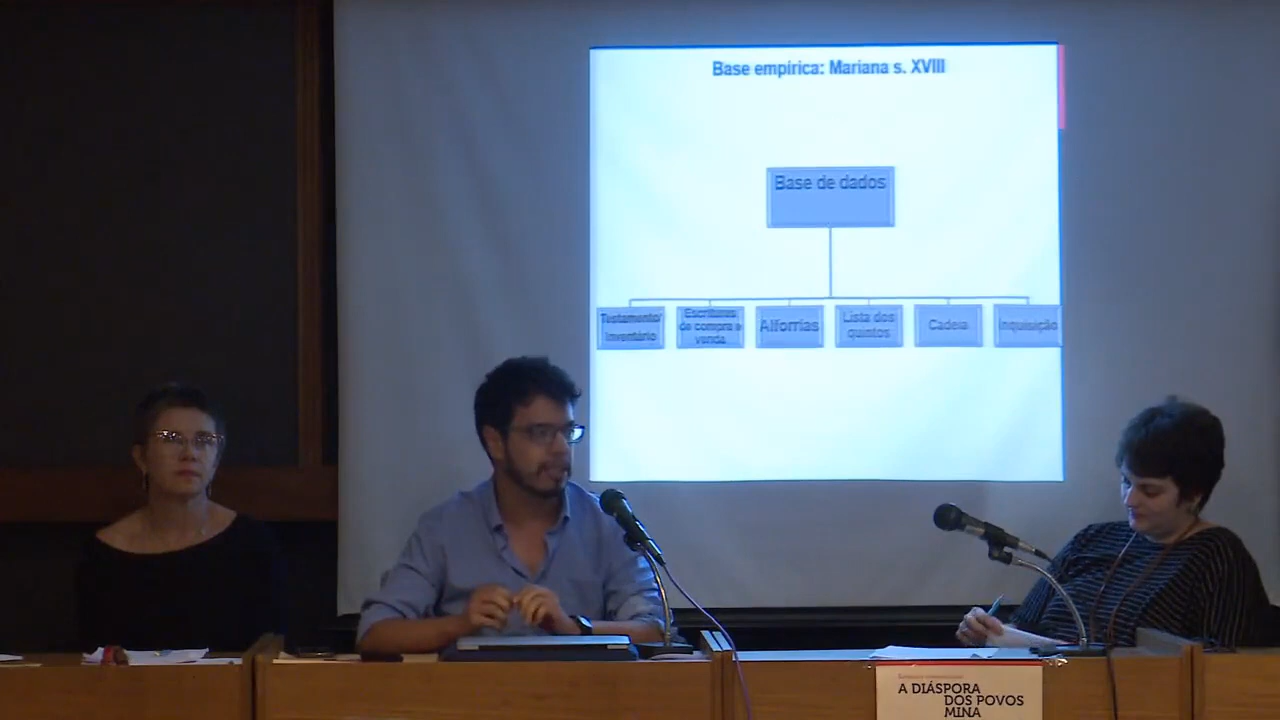 Base empírica: Mariana s. XVIII
Base de dados
Testamento/
Inventário
Escrituras
de compra e
venda
Alforrias
Lista dos
quintos
Cadeia
Inquisição
A DIÁSPORA
DOS POVOS
MINA